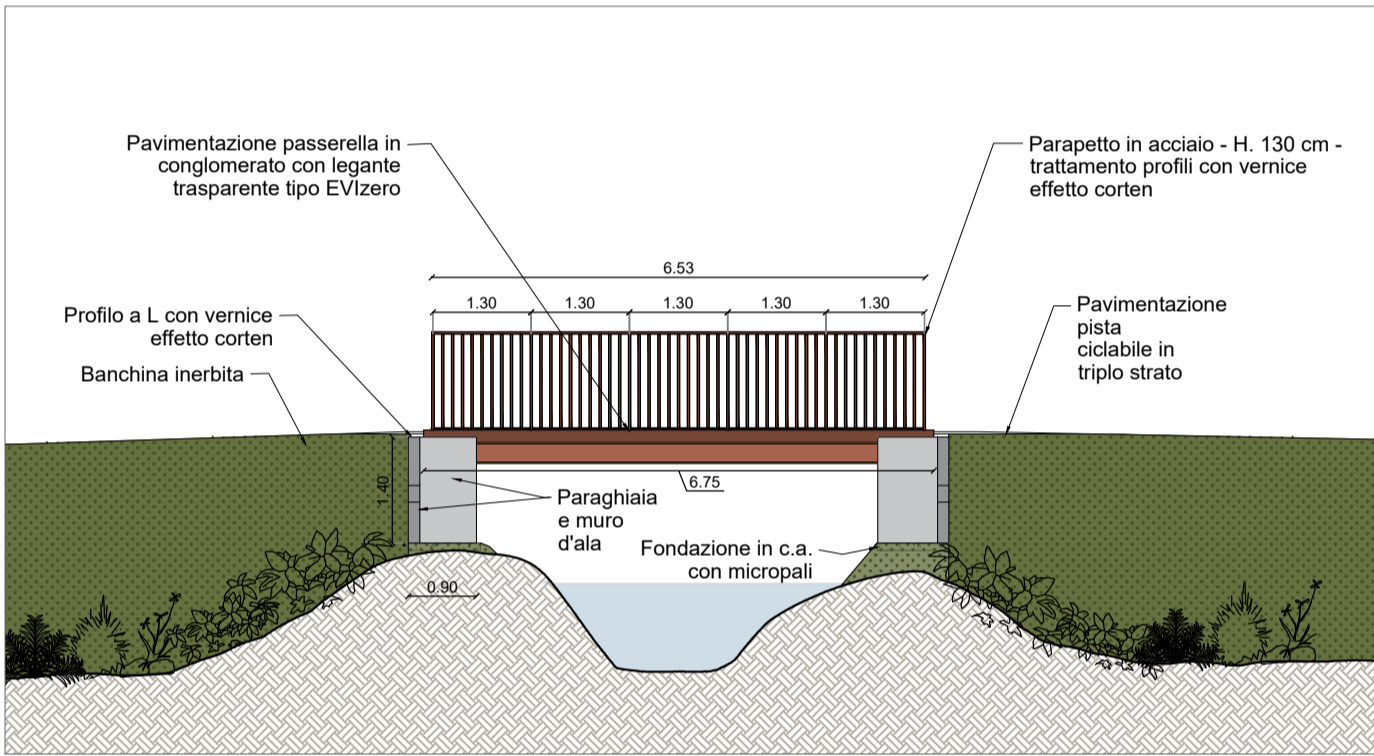 Pavimentazione passerella in
conglomerato con legante
trasparente tipo EVIzero
Parapetto in acciaio - H. 130 cm -
trattamento profili con vernice
effetto corten
6.53
1.30
1.30
1.30
1.30
1.30
Profilo a L con vernice
effetto corten
Banchina inerbita
Pavimentazione
pista
ciclabile in
triplo strato
1.40
6.75
Paraghiaia
e muro
d'ala
Fondazione in c.a.
con micropali
0.90